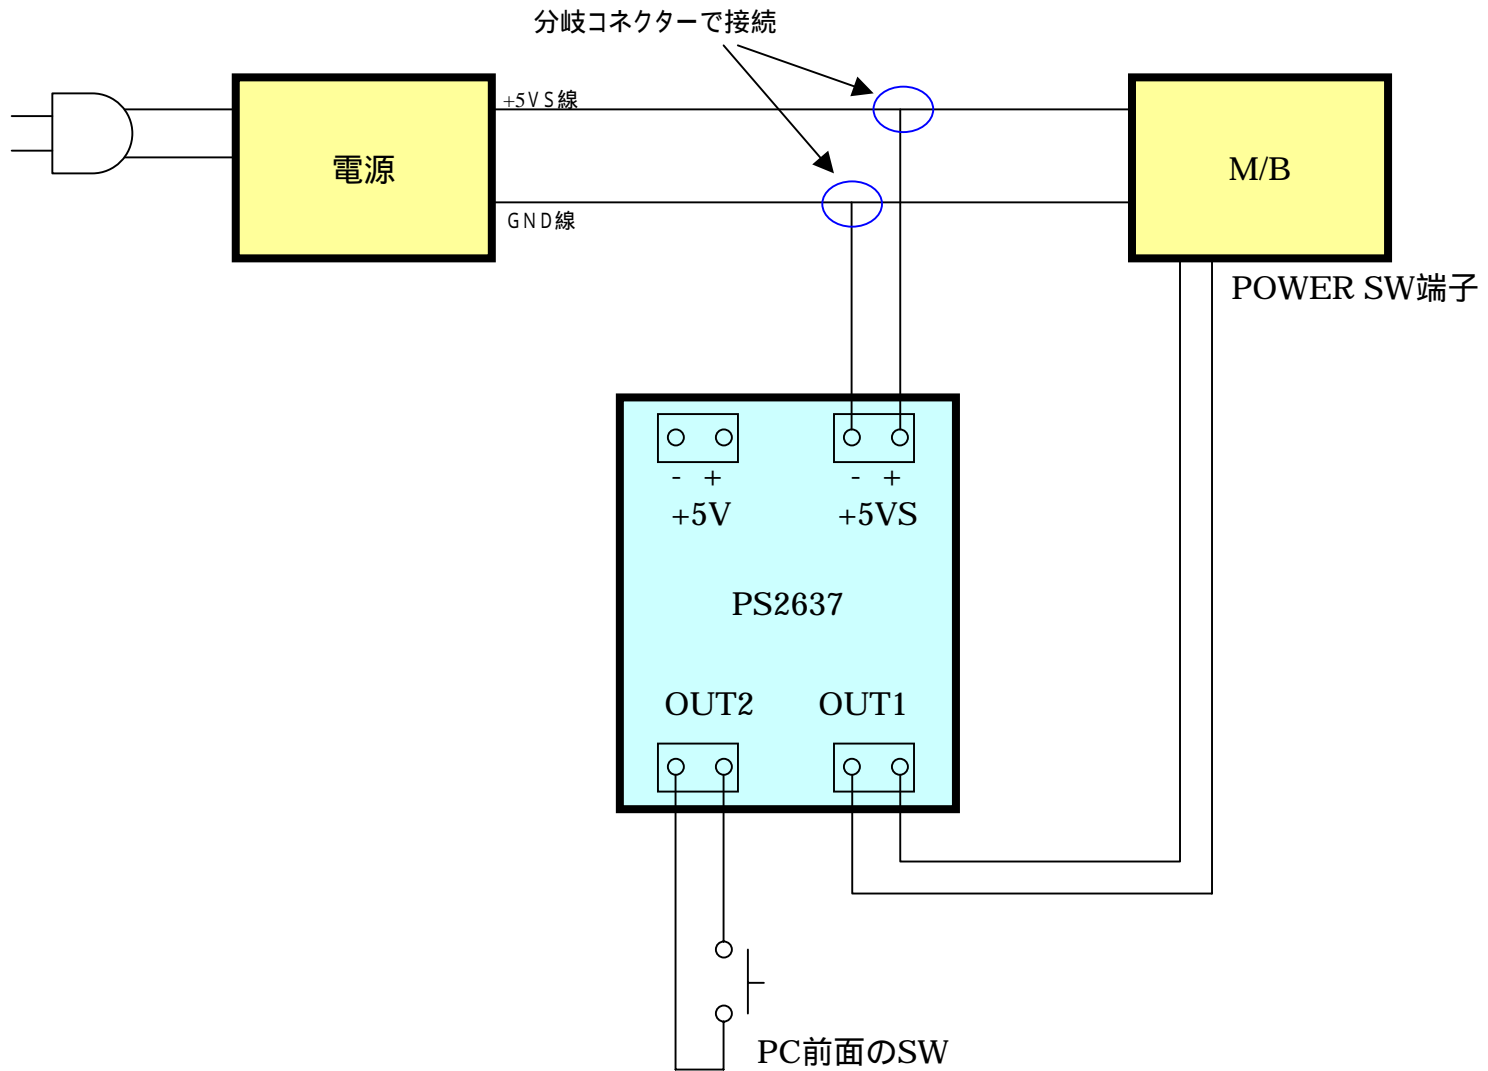 分岐コネクターで接続
+5VS線
電源
M/B
GND線
POWER SW端子
- +
- +
+5V
+5VS
PS2637
OUT2
OUT1
PC前面のSW